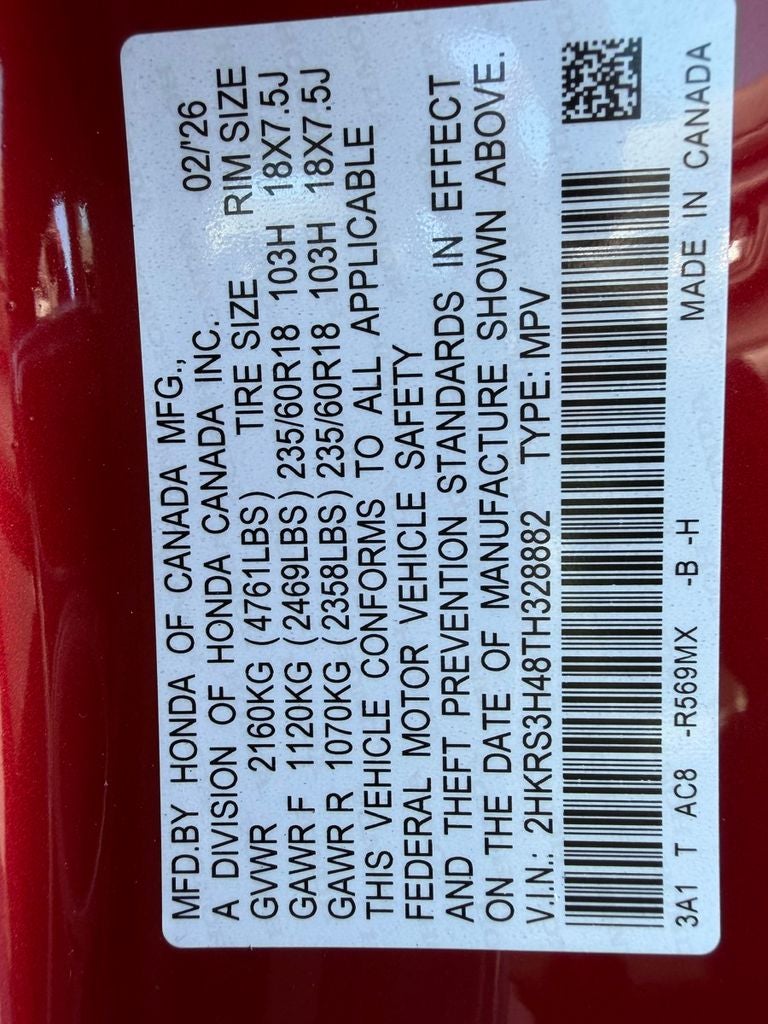 MFD.BY HONDA OF CANADA MFG., 02/'26
A DIVISION OF HONDA CANADA INC.
GVWR 2160KG (4761LBS) TIRE SIZE RIM SIZE
GAWR F 1120KG (2469LBS) 235/60R18 103H 18X7.5J
GAWR R 1070KG (2358LBS) 235/60R18 103H 18X7.5J
THIS VEHICLE CONFORMS TO ALL APPLICABLE
FEDERAL MOTOR VEHICLE SAFETY
AND THEFT PREVENTION STANDARDS IN EFFECT
ON THE DATE OF MANUFACTURE SHOWN ABOVE.
V.I.N.: 2HKRS3H48TH328882 TYPE: MPV
3A1 T AC8 -R569MX -B -H MADE IN CANADA